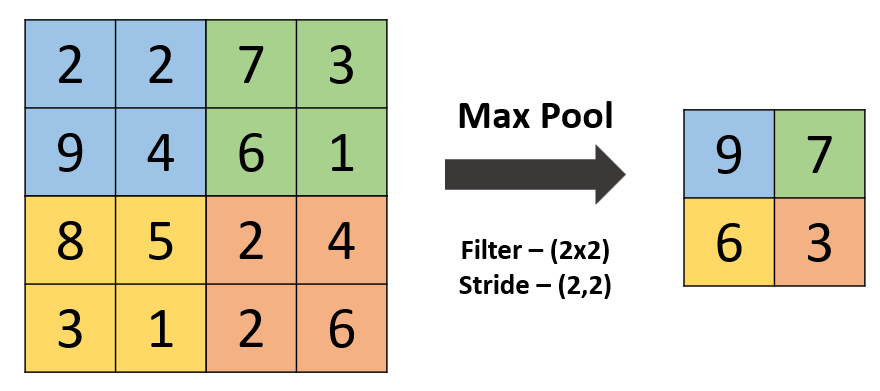 2 2 7 3
9 4 6 1
8 5 2 4
3 1 2 6
Max Pool
Filter – (2x2)
Stride – (2,2)
9 7
6 3